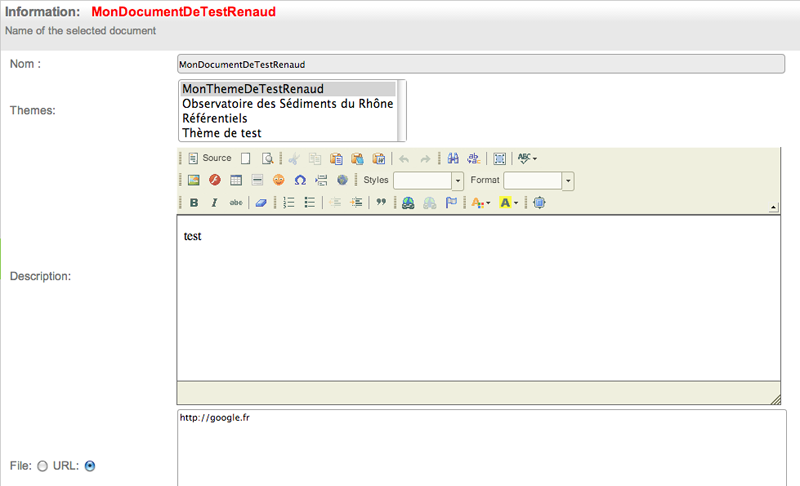 Information: MonDocumentDeTestRenaud
Name of the selected document
Nom :
MonDocumentDeTestRenaud
Themes:
MonThemeDeTestRenaud
Observatoire des Sédiments du Rhône
Référentiels
Thème de test
Source
ABC
Styles
Format
B I abc
A A
Description:
test
http://google.fr
File: URL: